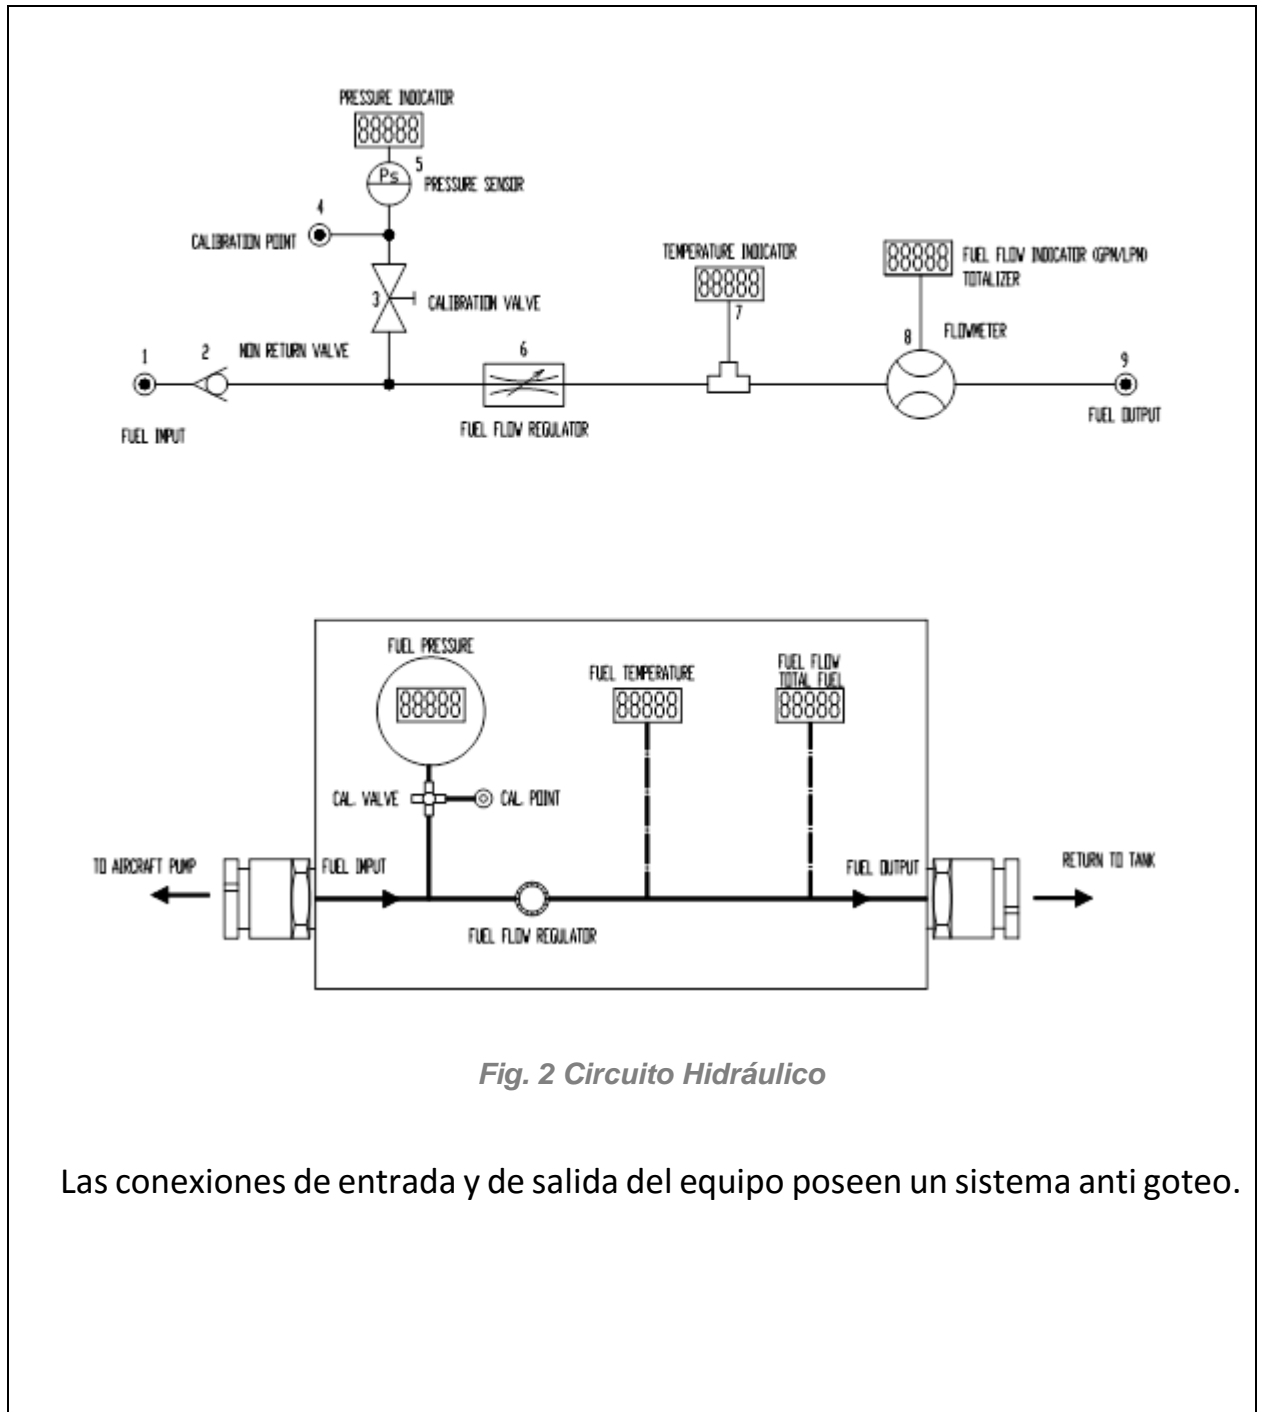 PRESSURE INDICATOR
88888
5
Ps
PRESSURE SENSOR
4
CALIBRATION POINT
3
CALIBRATION VALVE
TEMPERATURE INDICATOR
88888
7
88888
FUEL FLOW INDICATOR (GPM/LPM)
TOTALIZER
8
FLOWMETER
1
2
NON RETURN VALVE
6
9
FUEL INPUT
FUEL FLOW REGULATOR
FUEL OUTPUT
FUEL PRESSURE
88888
FUEL TEMPERATURE
88888
FUEL FLOW
TOTAL FUEL
88888
CAL. VALVE
CAL. POINT
TO AIRCRAFT PUMP
FUEL INPUT
FUEL OUTPUT
RETURN TO TANK
FUEL FLOW REGULATOR
Fig. 2 Circuito Hidráulico
Las conexiones de entrada y de salida del equipo poseen un sistema anti goteo.